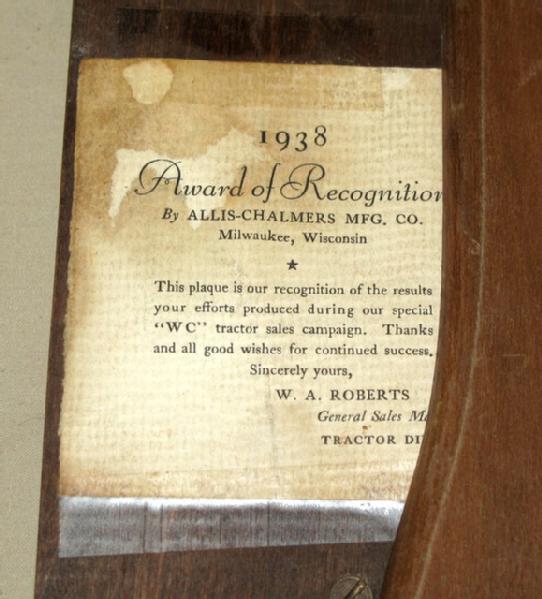 1938
Award of Recognition
By ALLIS-CHALMERS MFG. CO.
Milwaukee, Wisconsin
★
This plaque is our recognition of the results
your efforts produced during our special
"WC" tractor sales campaign. Thanks
and all good wishes for continued success.
Sincerely yours,
W. A. ROBERTS
General Sales
TRACTOR